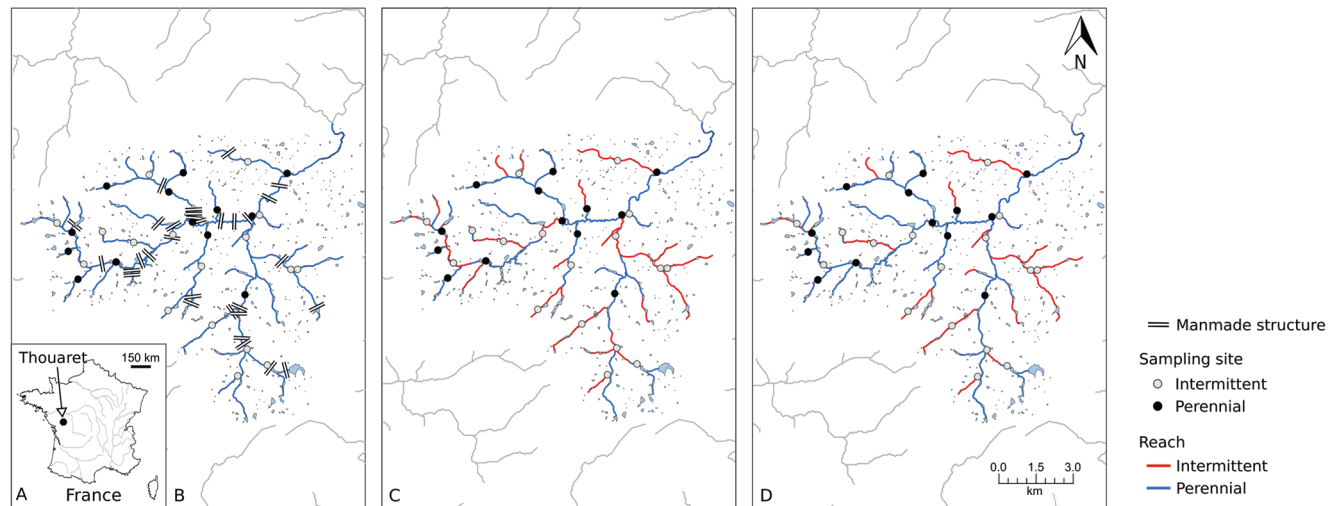 N
Thouaret
150 km
A
France
B
C
D
0.0 1.5 3.0
km
Manmade structure
Sampling site
Intermittent
Perennial
Reach
Intermittent
Perennial